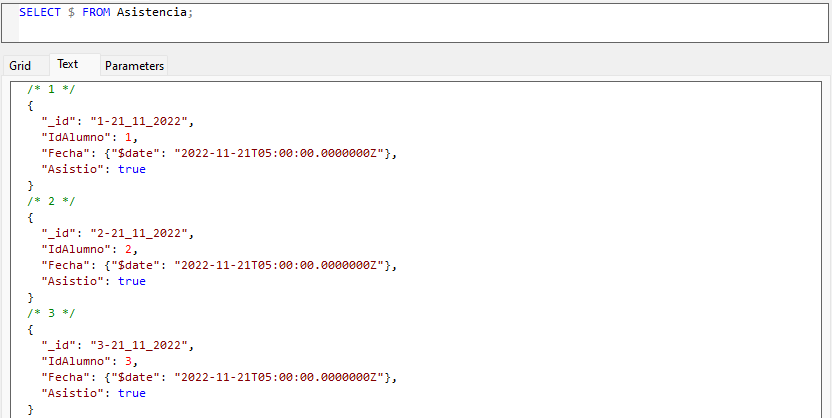 SELECT $ FROM Asistencia;
Grid Text Parameters
/* 1 */
{
"_id": "1-21_11_2022",
"IdAlumno": 1,
"Fecha": {"$date": "2022-11-21T05:00:00.0000000Z"},
"Asistio": true
}
/* 2 */
{
"_id": "2-21_11_2022",
"IdAlumno": 2,
"Fecha": {"$date": "2022-11-21T05:00:00.0000000Z"},
"Asistio": true
}
/* 3 */
{
"_id": "3-21_11_2022",
"IdAlumno": 3,
"Fecha": {"$date": "2022-11-21T05:00:00.0000000Z"},
"Asistio": true
}